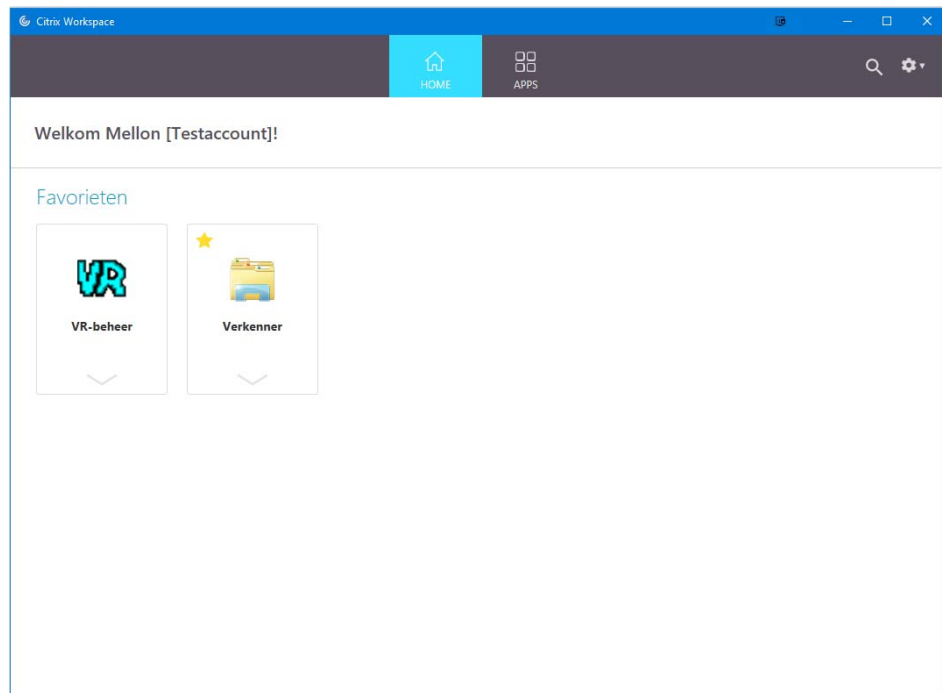 Citrix Workspace
HOME
APPS
Welkom Mellon [Testaccount]!
Favorieten
VR
VR-beheer
Verkenner